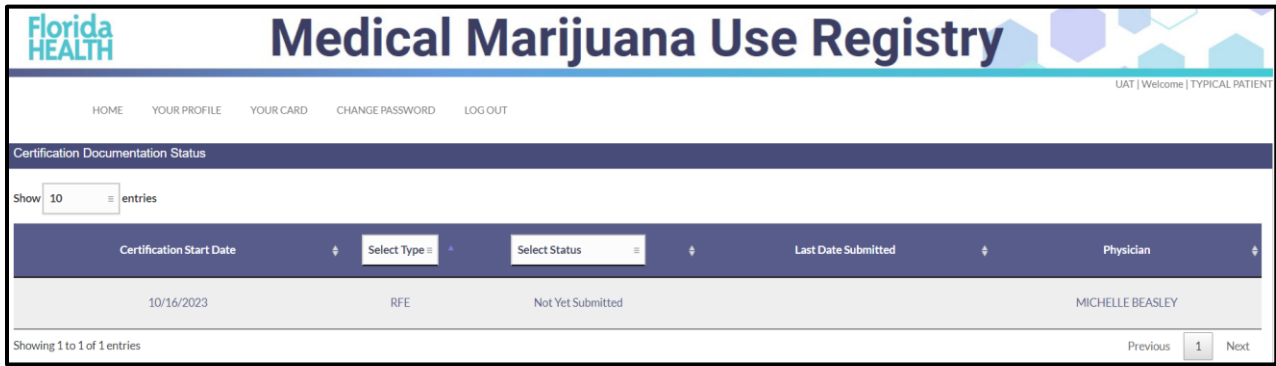 Florida
HEALTH
Medical Marijuana Use Registry
UAT | Welcome | TYPICAL PATIENT
HOME YOUR PROFILE YOUR CARD CHANGE PASSWORD LOG OUT
Certification Documentation Status
Show 10 entries
Certification Start Date Select Type Select Status Last Date Submitted Physician
10/16/2023 RFE Not Yet Submitted MICHELLE BEASLEY
Showing 1 to 1 of 1 entries Previous 1 Next